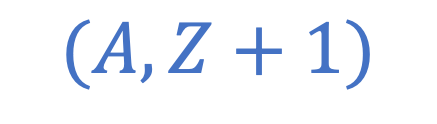 (A, Z + 1)